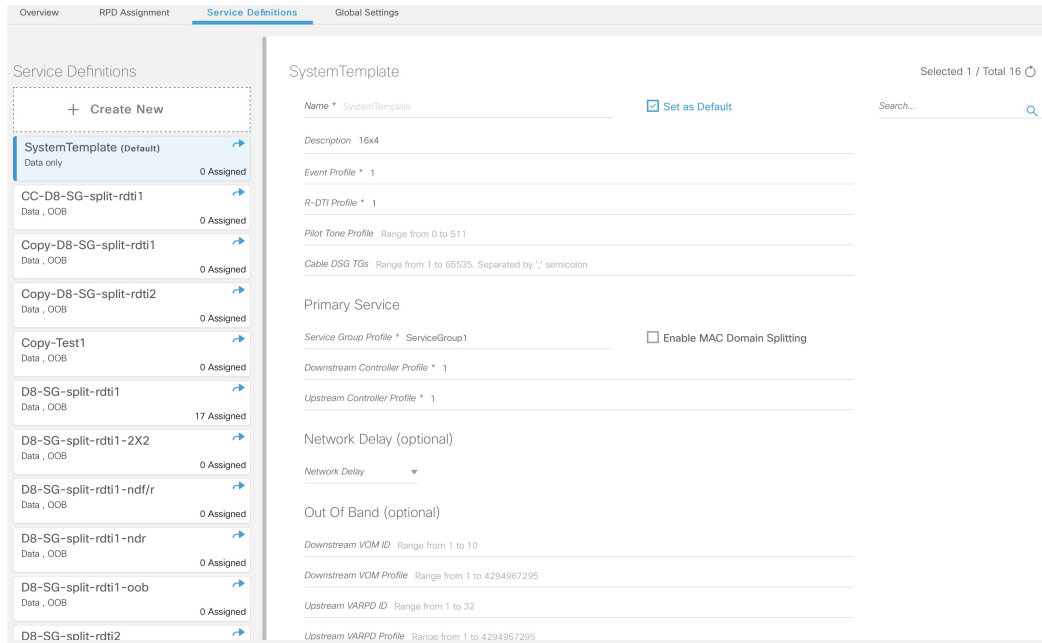 Overview RPD Assignment Service Definitions Global Settings
Service Definitions
+ Create New
SystemTemplate (Default)
Data only
0 Assigned
CC-D8-SG-split-rdti1
Data , OOB
0 Assigned
Copy-D8-SG-split-rdti1
Data , OOB
0 Assigned
Copy-D8-SG-split-rdti2
Data , OOB
0 Assigned
Copy-Test1
Data , OOB
0 Assigned
D8-SG-split-rdti1
Data , OOB
17 Assigned
D8-SG-split-rdti1-2X2
Data , OOB
0 Assigned
D8-SG-split-rdti1-ndf/r
Data , OOB
0 Assigned
D8-SG-split-rdti1-ndr
Data , OOB
0 Assigned
D8-SG-split-rdti1-oob
Data , OOB
0 Assigned
D8-SG-split-rdti2
SystemTemplate
Selected 1 / Total 16
Name * SystemTemplate
Set as Default
Search...
Description 16x4
Event Profile * 1
R-DTI Profile * 1
Pilot Tone Profile Range from 0 to 511
Cable DSG TGs Range from 1 to 65535. Separated by ';' semicolon
Primary Service
Service Group Profile * ServiceGroup1
Enable MAC Domain Splitting
Downstream Controller Profile * 1
Upstream Controller Profile * 1
Network Delay (optional)
Network Delay
Out Of Band (optional)
Downstream VOM ID Range from 1 to 10
Downstream VOM Profile Range from 1 to 4294967295
Upstream VARPD ID Range from 1 to 32
Upstream VARPD Profile Range from 1 to 4294967295